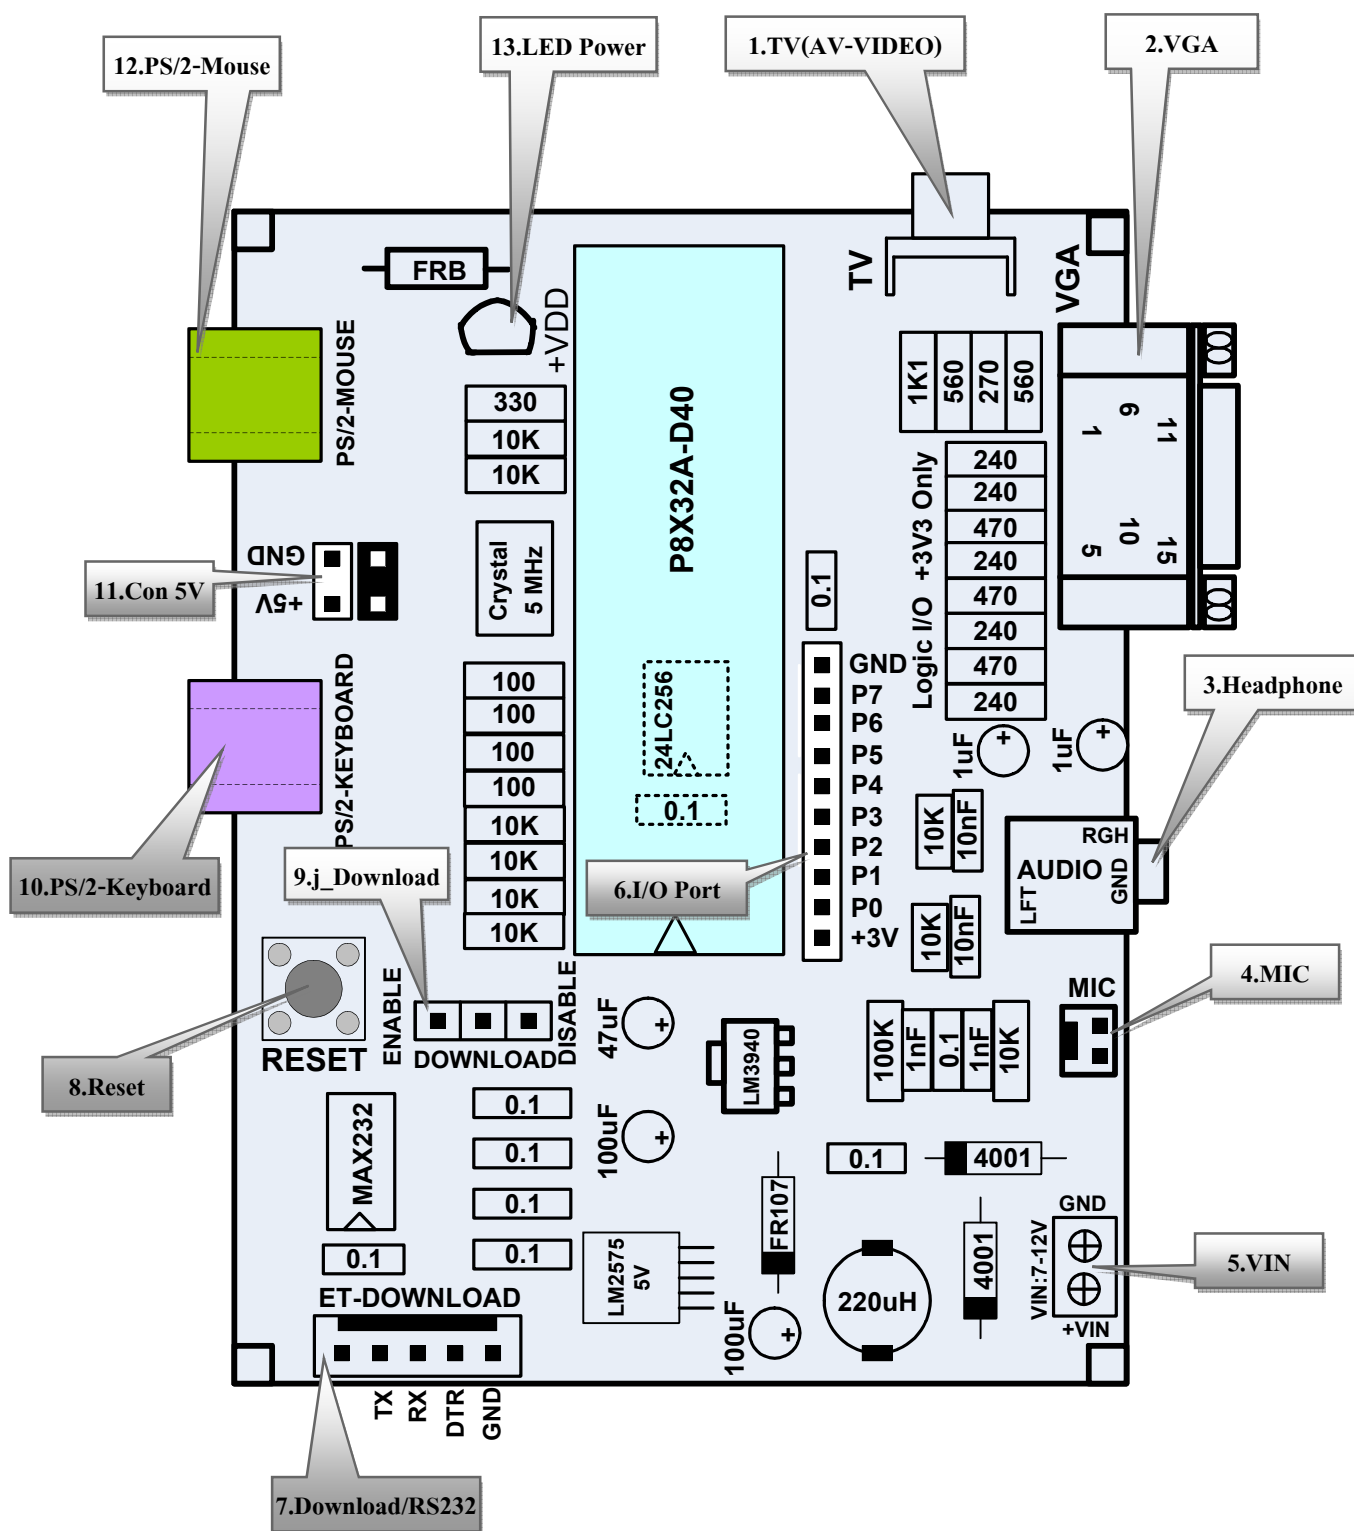 13.LED Power
1.TV(AV-VIDEO)
2.VGA
12.PS/2-Mouse
FRB
+VDD
TV
VGA
PS/2-MOUSE
330
10K
10K
P8X32A-D40
1K1
560
270
560
1
6
11
5
10
15
240
240
470
240
470
240
470
240
Logic I/O +3V3 Only
11.Con 5V
GND
+5V
Crystal
5 MHz
0.1
GND
P7
P6
P5
P4
P3
P2
P1
P0
+3V
24LC256
0.1
3.Headphone
1uF
1uF
PS/2-KEYBOARD
100
100
100
100
10K
10K
10K
10K
10K
10nF
10K
10nF
RGH
AUDIO
GND
LFT
10.PS/2-Keyboard
9.j_Download
6.I/O Port
4.MIC
MIC
RESET
8.Reset
ENABLE
DOWNLOAD
DISABLE
47uF
100uF
LM3940
100K
1nF
0.1
1nF
10K
MAX232
0.1
0.1
0.1
0.1
0.1
0.1
4001
FR107
4001
GND
VIN:7-12V
+VIN
5.VIN
LM2575
5V
220uH
100uF
ET-DOWNLOAD
TX
RX
DTR
GND
7.Download/RS232